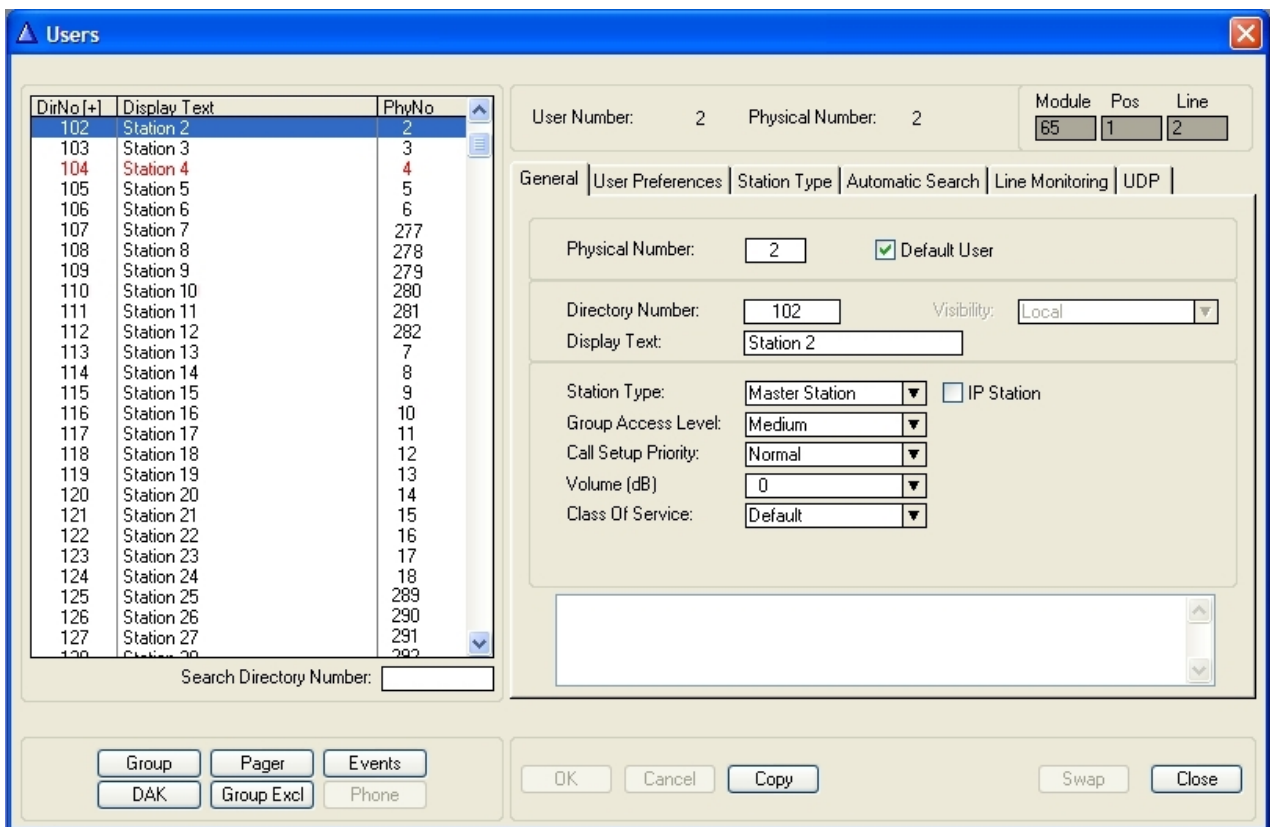 Users
DirNo [+] Display Text PhyNo
102 Station 2 2
103 Station 3 3
104 Station 4 4
105 Station 5 5
106 Station 6 6
107 Station 7 277
108 Station 8 278
109 Station 9 279
110 Station 10 280
111 Station 11 281
112 Station 12 282
113 Station 13 7
114 Station 14 8
115 Station 15 9
116 Station 16 10
117 Station 17 11
118 Station 18 12
119 Station 19 13
120 Station 20 14
121 Station 21 15
122 Station 22 16
123 Station 23 17
124 Station 24 18
125 Station 25 289
126 Station 26 290
127 Station 27 291
Search Directory Number:
Group Pager Events
DAK Group Excl Phone
User Number: 2 Physical Number: 2
Module Pos Line
65 1 2
General User Preferences Station Type Automatic Search Line Monitoring UDP
Physical Number: 2 Default User
Directory Number: 102 Visibility: Local
Display Text: Station 2
Station Type: Master Station IP Station
Group Access Level: Medium
Call Setup Priority: Normal
Volume (dB) 0
Class Of Service: Default
OK Cancel Copy Swap Close